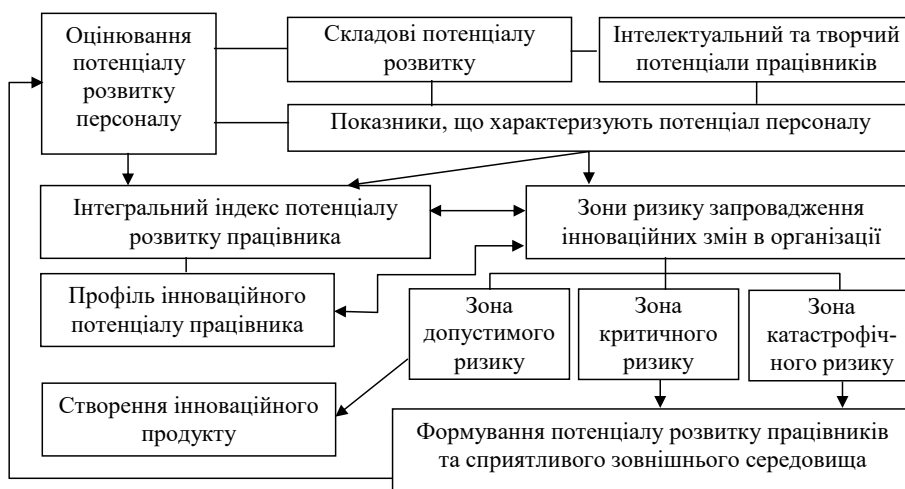 Оцінювання
потенціалу
розвитку
персоналу
Складові потенціалу
розвитку
Інтелектуальний та творчий
потенціали працівників
Показники, що характеризують потенціал персоналу
Інтегральний індекс потенціалу
розвитку працівника
Зони ризику запровадження
інноваційних змін в організації
Профіль інноваційного
потенціалу працівника
Зона
допустимого
ризику
Зона
критичного
ризику
Зона
катастрофіч-
ного ризику
Створення інноваційного
продукту
Формування потенціалу розвитку працівників
та сприятливого зовнішнього середовища